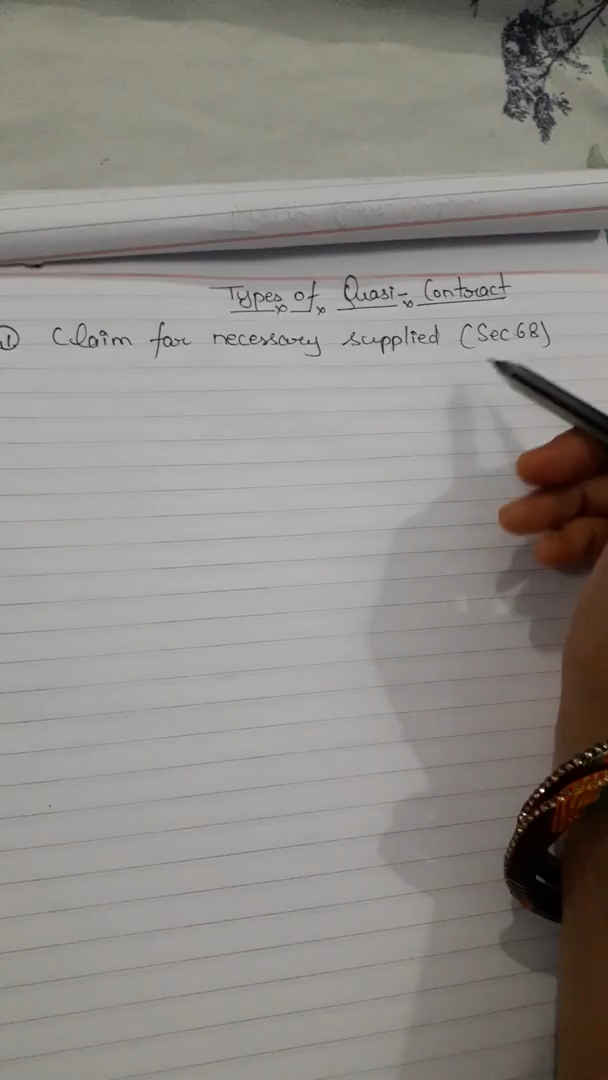 Types of Quasi-Contract
① Claim for necessary supplied (Sec 68)